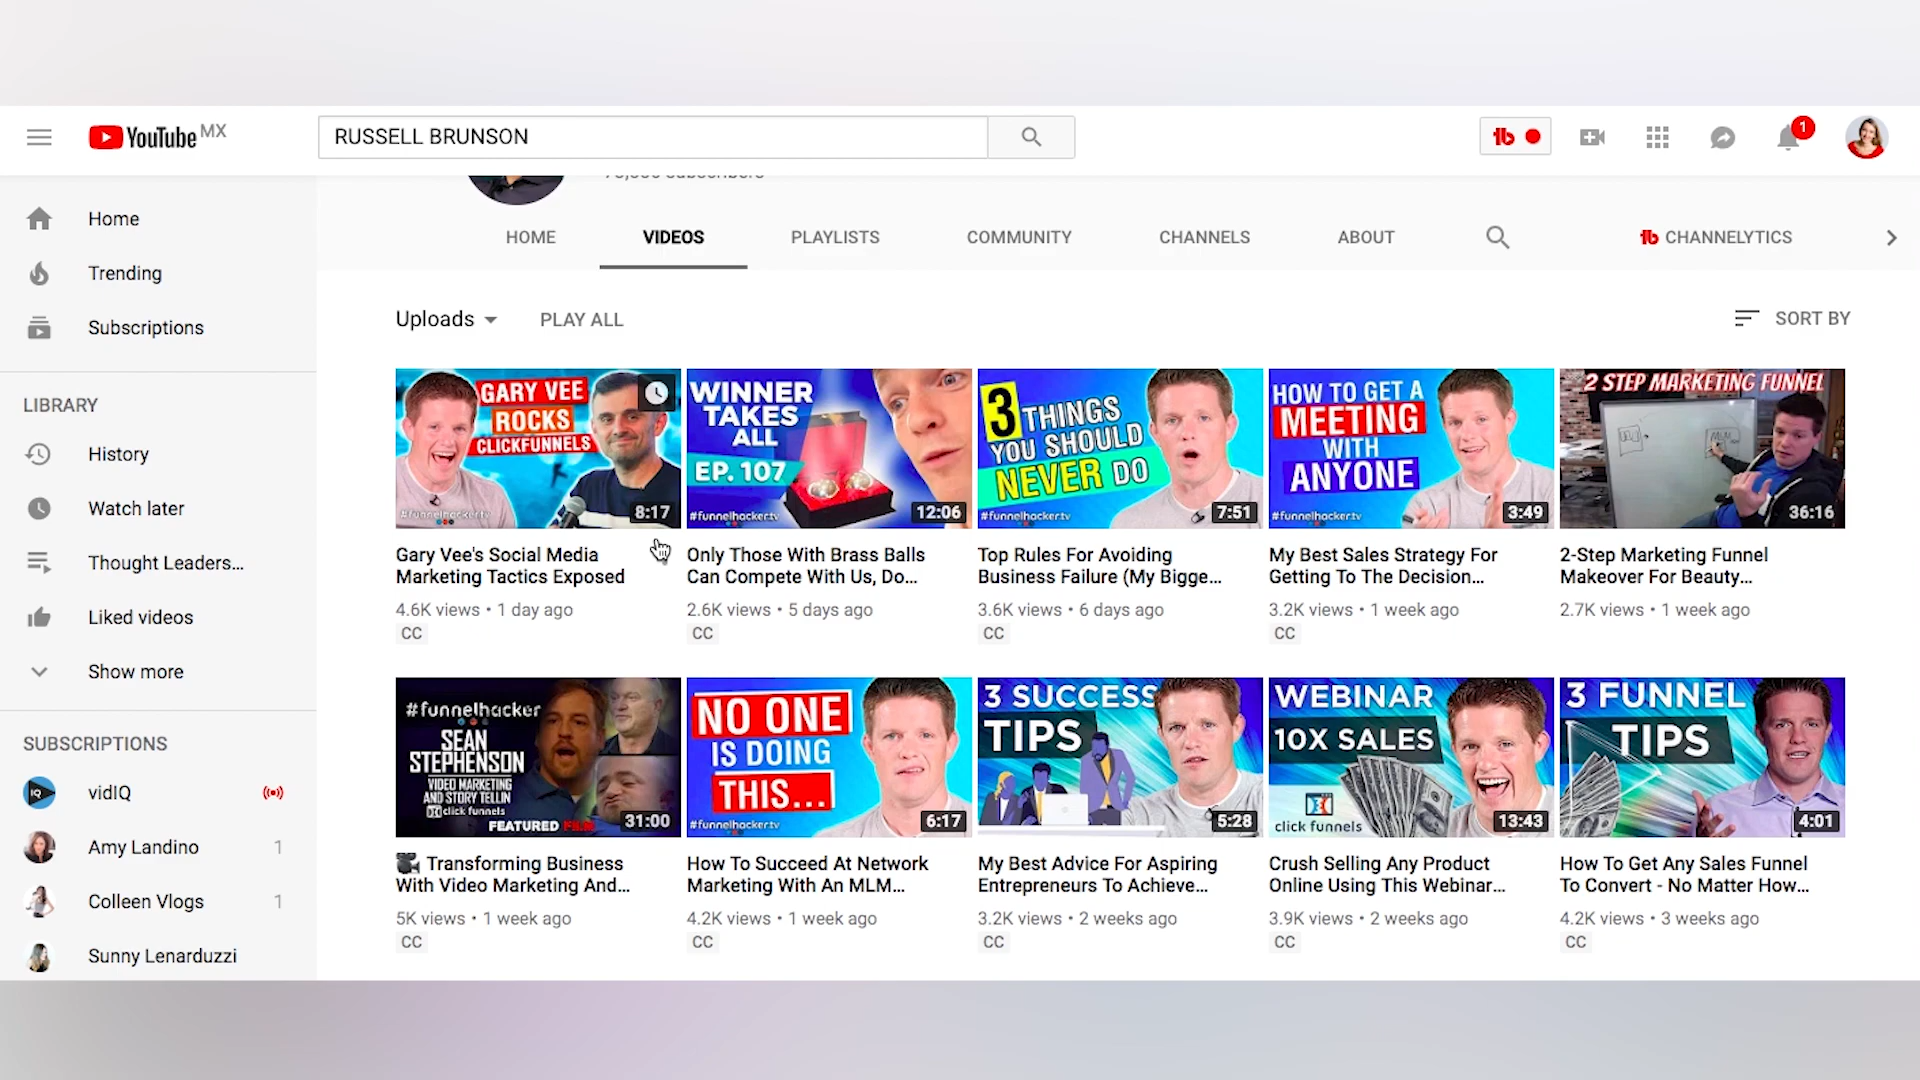 YouTube MX
RUSSELL BRUNSON
1
Home
Trending
Subscriptions
LIBRARY
History
Watch later
Thought Leaders...
Liked videos
Show more
SUBSCRIPTIONS
vidIQ
Amy Landino 1
Colleen Vlogs 1
Sunny Lenarduzzi
HOME VIDEOS PLAYLISTS COMMUNITY CHANNELS ABOUT CHANNELYTICS
Uploads PLAY ALL SORT BY
GARY VEE
ROCKS
CLICKFUNNELS
#funnelhacker.tv
8:17
Gary Vee's Social Media
Marketing Tactics Exposed
4.6K views • 1 day ago
CC
WINNER
TAKES
ALL
EP. 107
#funnelhacker.tv
12:06
Only Those With Brass Balls
Can Compete With Us, Do...
2.6K views • 5 days ago
CC
3 THINGS
YOU SHOULD
NEVER DO
#funnelhacker.tv
7:51
Top Rules For Avoiding
Business Failure (My Bigge...
3.6K views • 6 days ago
CC
HOW TO GET A
MEETING
WITH
ANYONE
#funnelhacker.tv
3:49
My Best Sales Strategy For
Getting To The Decision...
3.2K views • 1 week ago
CC
2 STEP MARKETING FUNNEL
MLM
36:16
2-Step Marketing Funnel
Makeover For Beauty...
2.7K views • 1 week ago
#funnelhacker
SEAN
STEPHENSON
VIDEO MARKETING
AND STORY TELLIN
click funnels
FEATURED FILM
31:00
Transforming Business
With Video Marketing And...
5K views • 1 week ago
CC
NO ONE
IS DOING
THIS...
#funnelhacker.tv
6:17
How To Succeed At Network
Marketing With An MLM...
4.2K views • 1 week ago
CC
3 SUCCESS
TIPS
5:28
My Best Advice For Aspiring
Entrepreneurs To Achieve...
3.2K views • 2 weeks ago
CC
WEBINAR
10X SALES
click funnels
13:43
Crush Selling Any Product
Online Using This Webinar...
3.9K views • 2 weeks ago
CC
3 FUNNEL
TIPS
4:01
How To Get Any Sales Funnel
To Convert - No Matter How...
4.2K views • 3 weeks ago
CC